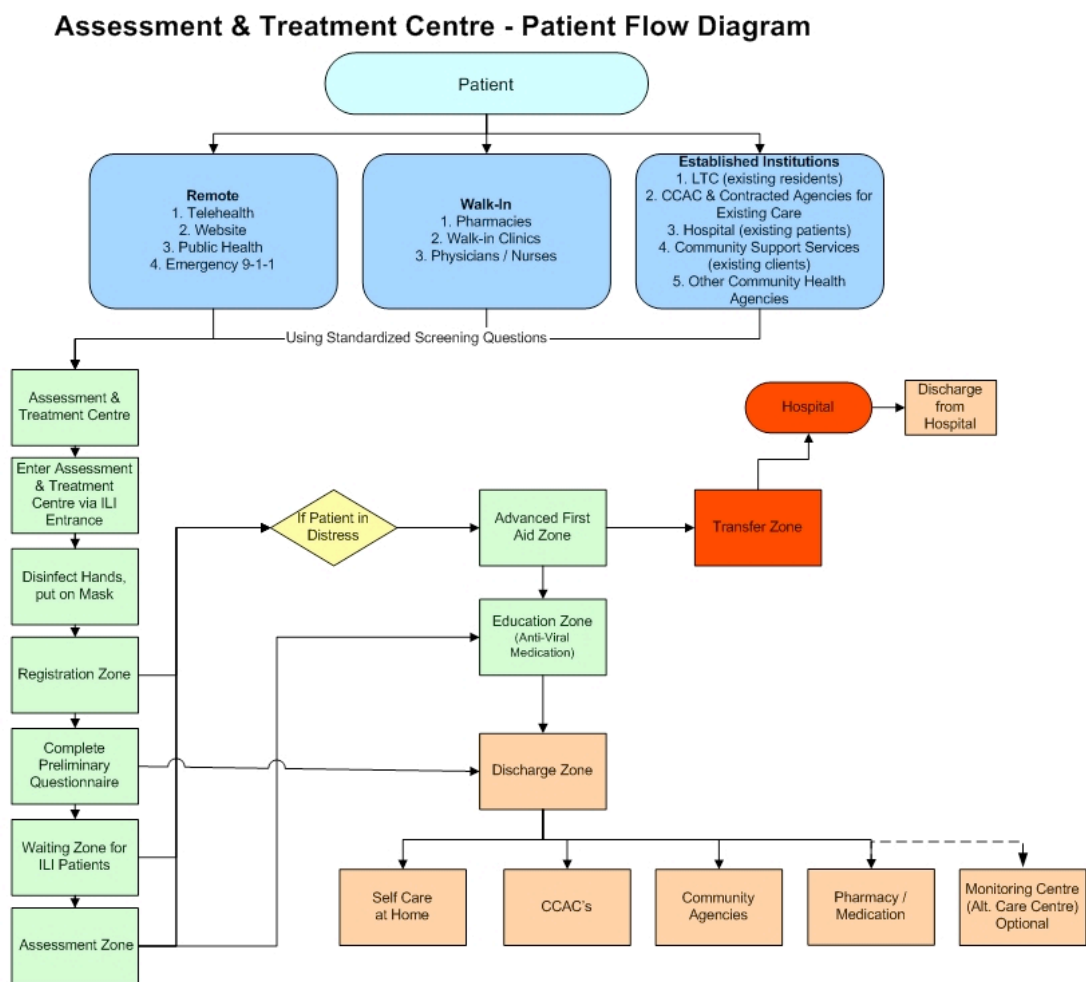 Assessment & Treatment Centre - Patient Flow Diagram
Patient
Remote
1. Telehealth
2. Website
3. Public Health
4. Emergency 9-1-1
Walk-In
1. Pharmacies
2. Walk-in Clinics
3. Physicians / Nurses
Established Institutions
1. LTC (existing residents)
2. CCAC & Contracted Agencies for
Existing Care
3. Hospital (existing patients)
4. Community Support Services
(existing clients)
5. Other Community Health
Agencies
Using Standardized Screening Questions
Assessment &
Treatment Centre
Enter Assessment
& Treatment
Centre via ILI
Entrance
Disinfect Hands,
put on Mask
Registration Zone
Complete
Preliminary
Questionnaire
Waiting Zone for
ILI Patients
Assessment Zone
If Patient in
Distress
Advanced First
Aid Zone
Transfer Zone
Hospital
Discharge
from
Hospital
Education Zone
(Anti-Viral
Medication)
Discharge Zone
Self Care
at Home
CCAC's
Community
Agencies
Pharmacy /
Medication
Monitoring Centre
(Alt. Care Centre)
Optional